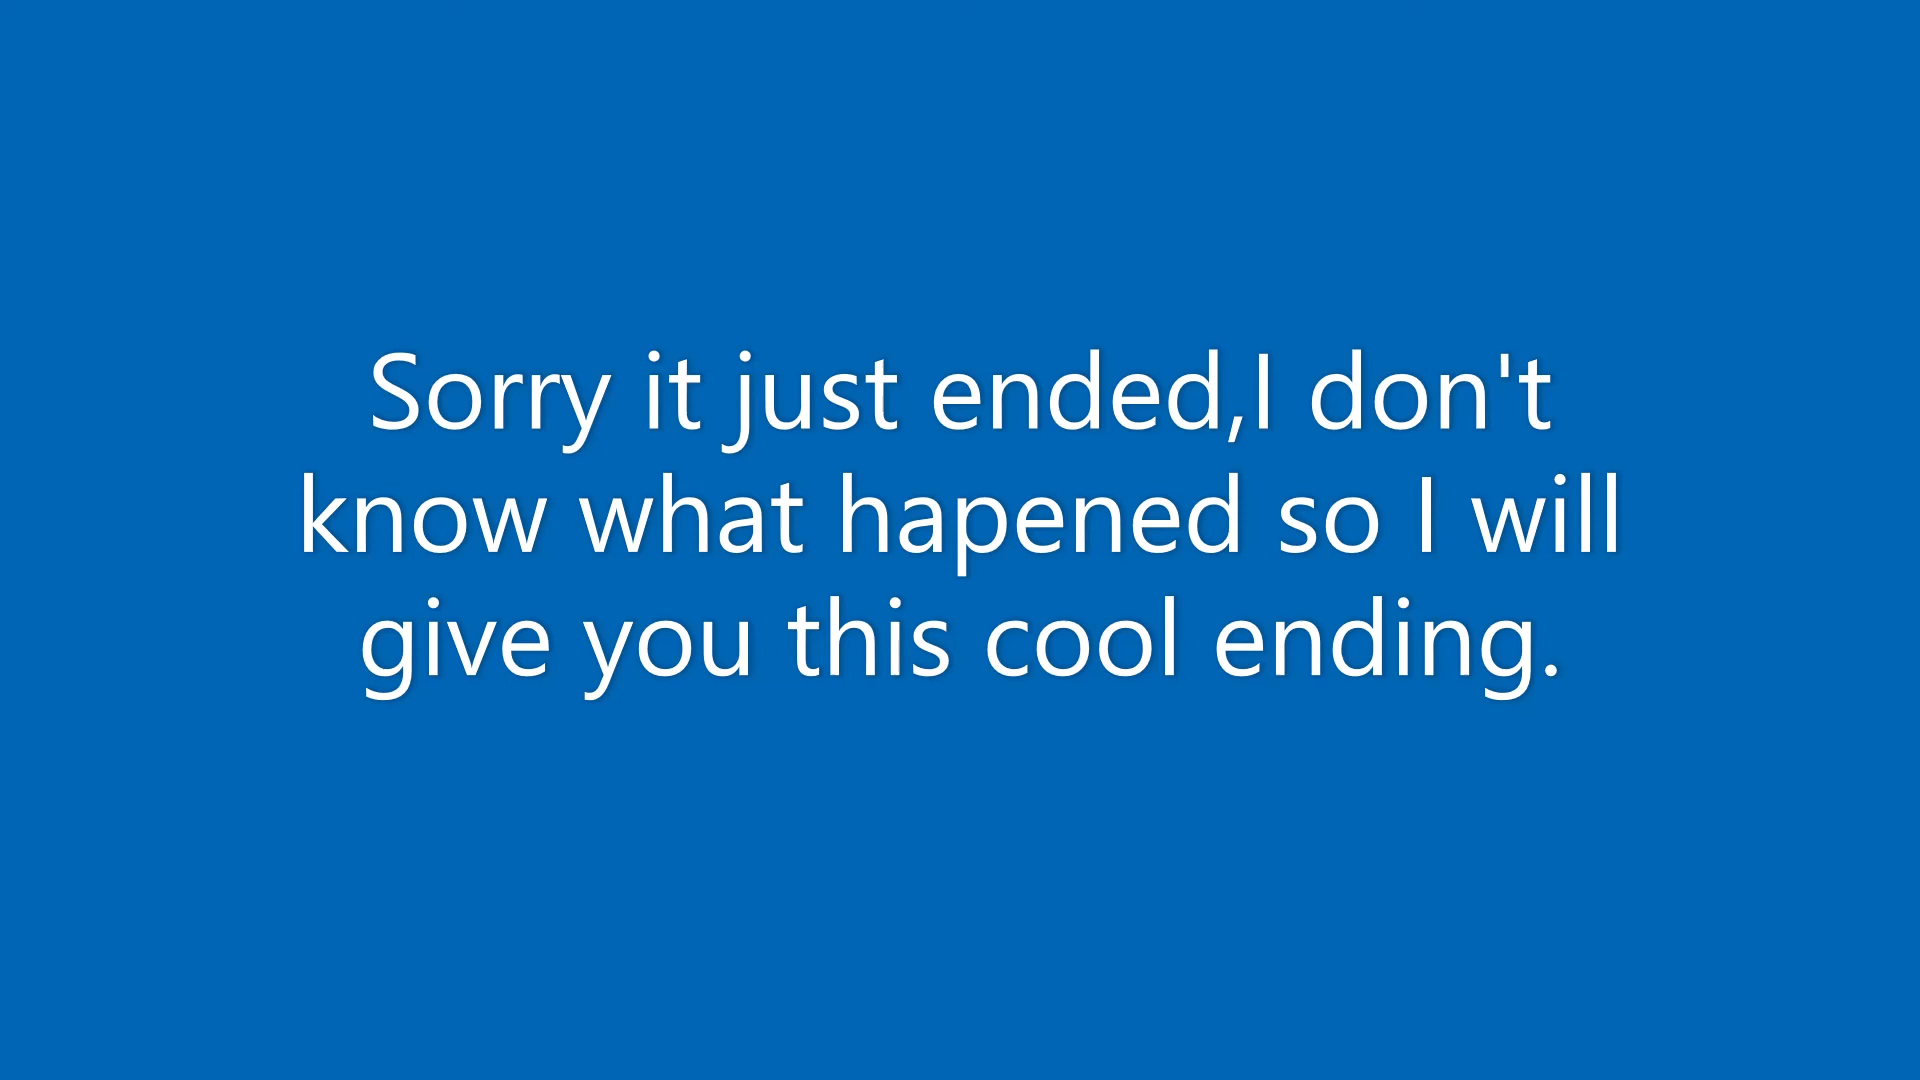 Sorry it just ended,I don't
know what hapened so I will
give you this cool ending.